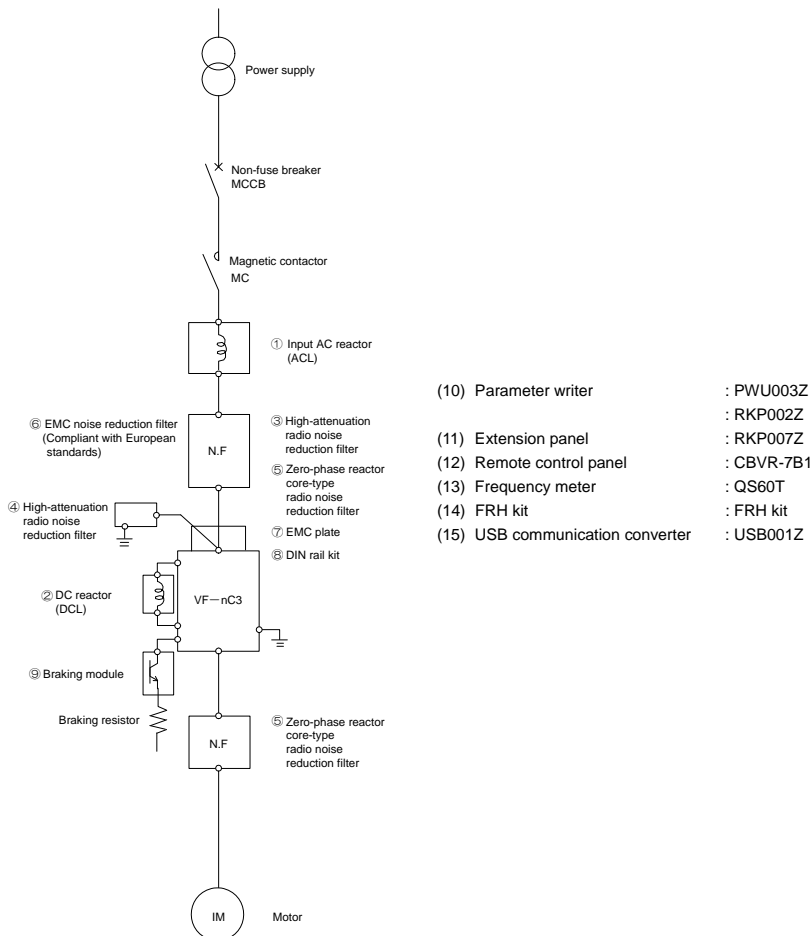 Power supply
Non-fuse breaker
MCCB
Magnetic contactor
MC
① Input AC reactor
(ACL)
⑥ EMC noise reduction filter
(Compliant with European
standards)
N.F
③ High-attenuation
radio noise
reduction filter
⑤ Zero-phase reactor
core-type
radio noise
reduction filter
④ High-attenuation
radio noise
reduction filter
⑦ EMC plate
⑧ DIN rail kit
② DC reactor
(DCL)
VF－nC3
⑨ Braking module
Braking resistor
N.F
⑤ Zero-phase reactor
core-type
radio noise
reduction filter
IM
Motor
(10) Parameter writer : PWU003Z
: RKP002Z
(11) Extension panel : RKP007Z
(12) Remote control panel : CBVR-7B1
(13) Frequency meter : QS60T
(14) FRH kit : FRH kit
(15) USB communication converter : USB001Z